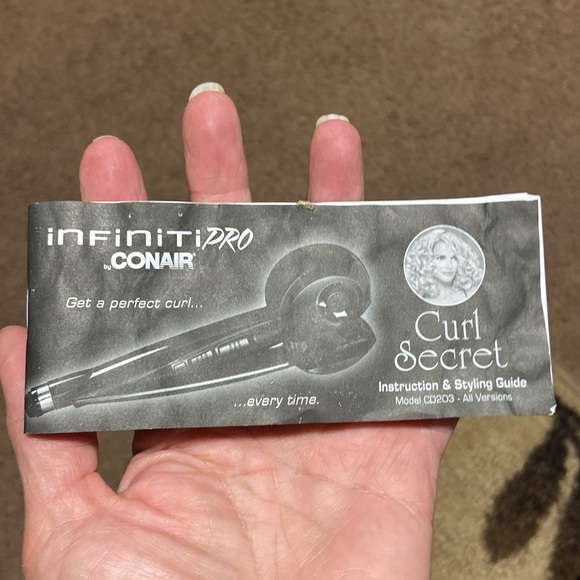 INFINITIPRO
by CONAIR®
Get a perfect curl...
...every time.
Curl
Secret
Instruction & Styling Guide
Model CD203 - All Versions